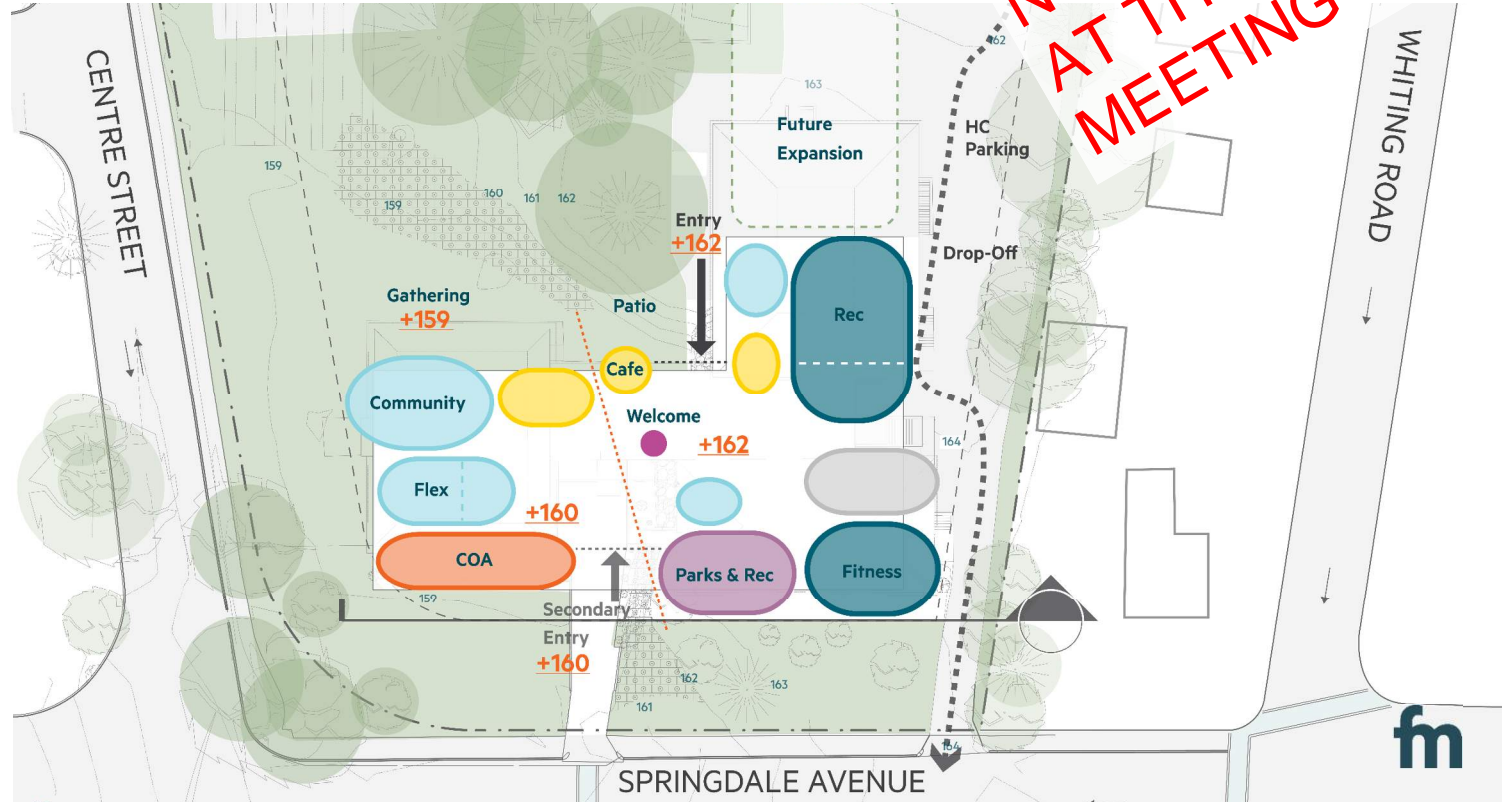 AT TH
MEETING
CENTRE STREET
WHITING ROAD
162
163
Future
Expansion
HC
Parking
159
160
161
162
159
Entry
+162
Drop-Off
Gathering
+159
Patio
Rec
Cafe
Community
Welcome
+162
164
Flex
+160
COA
Parks & Rec
Fitness
159
Secondary
Entry
+160
162
163
161
164
SPRINGDALE AVENUE
fm